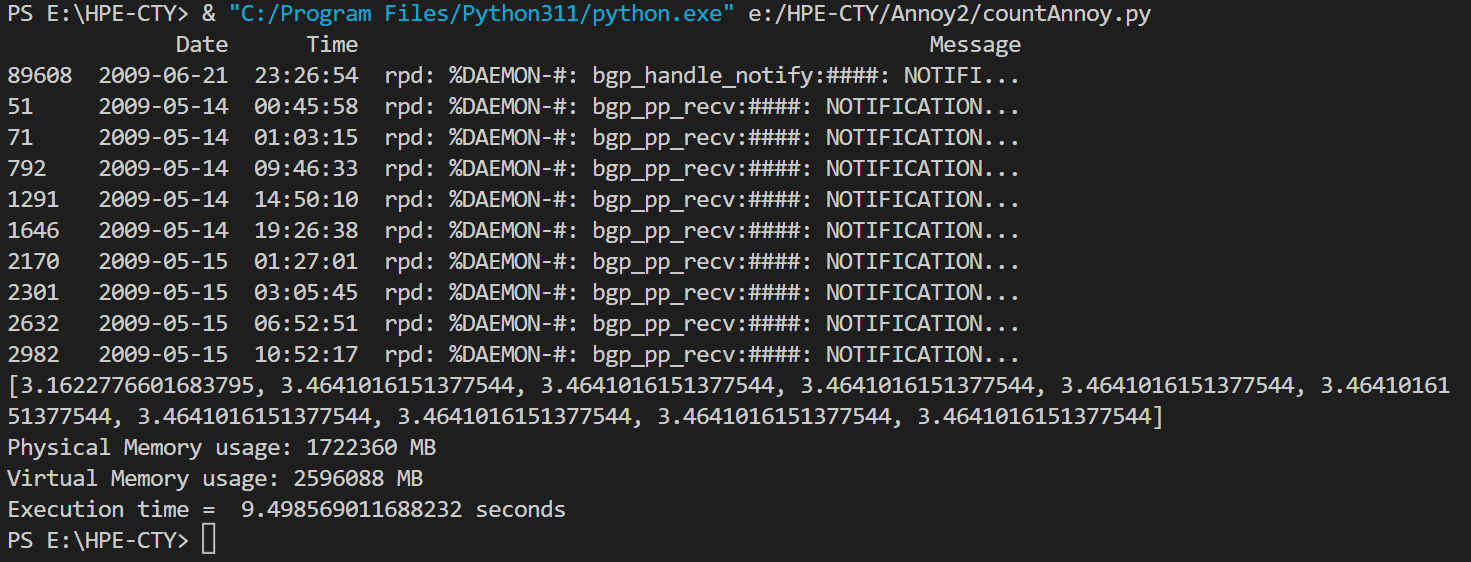 PS E:\HPE-CTY> & "C:/Program Files/Python311/python.exe" e:/HPE-CTY/Annoy2/countAnnoy.py
Date Time Message
89608 2009-06-21 23:26:54 rpd: %DAEMON-#: bgp_handle_notify:####: NOTIFI...
51 2009-05-14 00:45:58 rpd: %DAEMON-#: bgp_pp_recv:####: NOTIFICATION...
71 2009-05-14 01:03:15 rpd: %DAEMON-#: bgp_pp_recv:####: NOTIFICATION...
792 2009-05-14 09:46:33 rpd: %DAEMON-#: bgp_pp_recv:####: NOTIFICATION...
1291 2009-05-14 14:50:10 rpd: %DAEMON-#: bgp_pp_recv:####: NOTIFICATION...
1646 2009-05-14 19:26:38 rpd: %DAEMON-#: bgp_pp_recv:####: NOTIFICATION...
2170 2009-05-15 01:27:01 rpd: %DAEMON-#: bgp_pp_recv:####: NOTIFICATION...
2301 2009-05-15 03:05:45 rpd: %DAEMON-#: bgp_pp_recv:####: NOTIFICATION...
2632 2009-05-15 06:52:51 rpd: %DAEMON-#: bgp_pp_recv:####: NOTIFICATION...
2982 2009-05-15 10:52:17 rpd: %DAEMON-#: bgp_pp_recv:####: NOTIFICATION...
[3.1622776601683795, 3.4641016151377544, 3.4641016151377544, 3.4641016151377544, 3.4641016151377544, 3.46410161
51377544, 3.4641016151377544, 3.4641016151377544, 3.4641016151377544, 3.4641016151377544]
Physical Memory usage: 1722360 MB
Virtual Memory usage: 2596088 MB
Execution time =  9.498569011688232 seconds
PS E:\HPE-CTY>